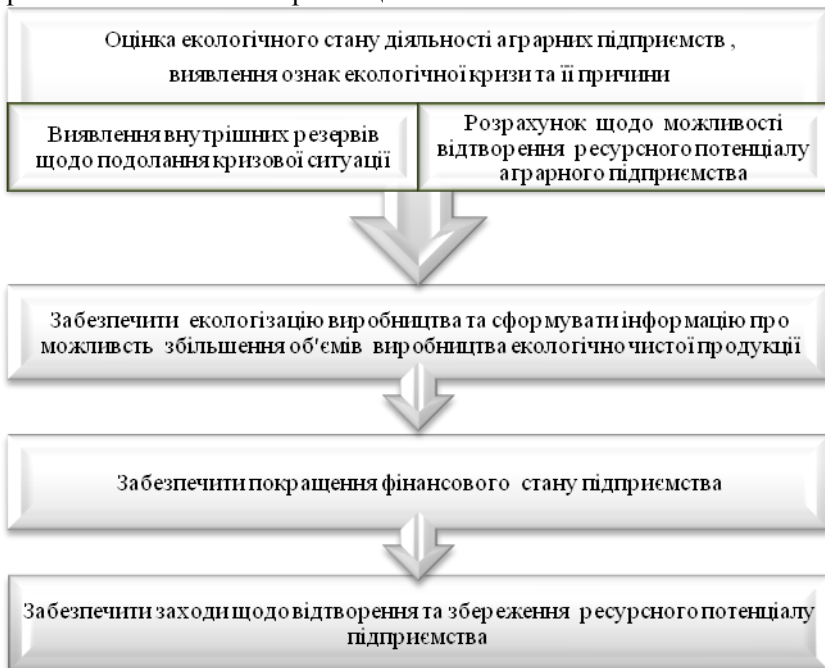 Оцінка екологічного стану діяльності аграрних підприємств ,
виявлення ознак екологічної кризи та її причини
Виявлення внутрішних резервів
щодо подолання кризової ситуації
Розрахунок щодо можливості
відтворення ресурсного потенціалу
аграрного підприємства
Забезпечити екологізацію виробництва та сформувати інформацію про
можливсть збільшення об'ємів виробництва екологічно чистої продукції
Забезпечити покращення фінансового стану підприємства
Забезпечити заходи щодо відтворення та збереження ресурсного потенціалу
підприємства